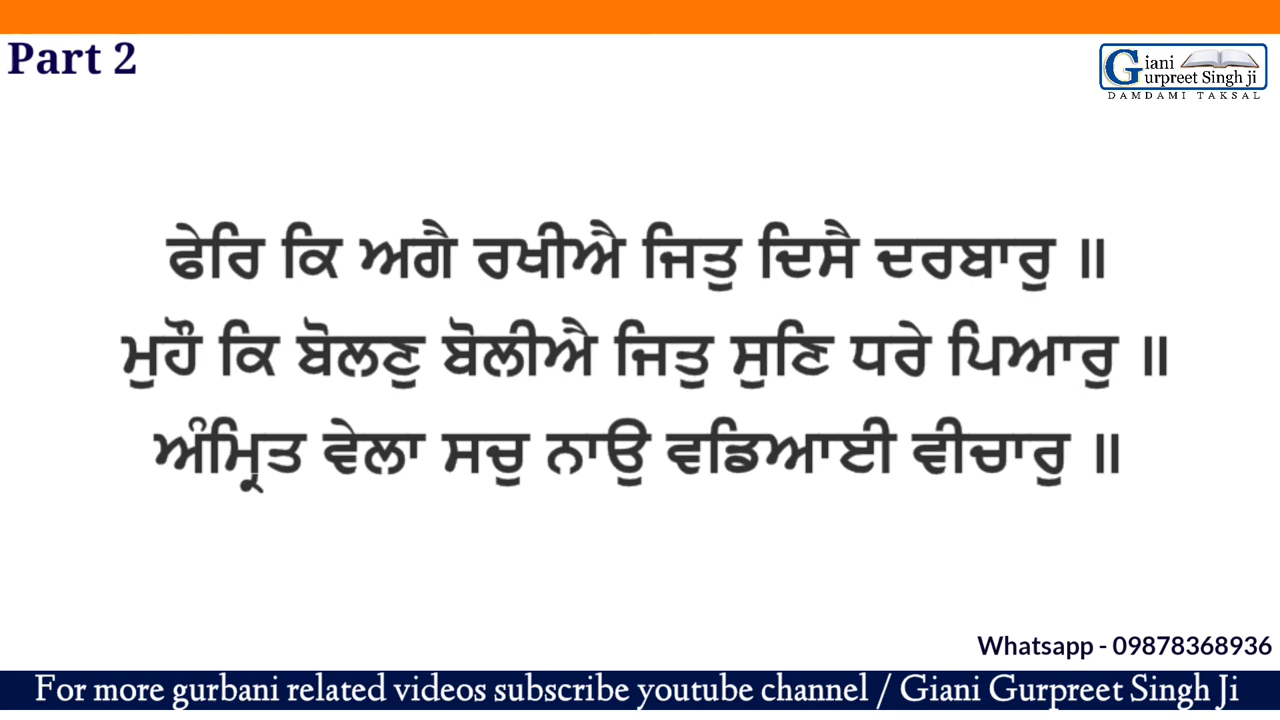 Part 2
Giani
Gurpreet Singh ji
DAMDAMI TAKSAL
ਫੇਰਿ ਕਿ ਅਗੈ ਰਖੀਐ ਜਿਤੁ ਦਿਸੈ ਦਰਬਾਰੁ ॥
ਮੁਹੌ ਕਿ ਬੋਲਣੁ ਬੋਲੀਐ ਜਿਤੁ ਸੁਣਿ ਧਰੇ ਪਿਆਰੁ ॥
ਅੰਮ੍ਰਿਤ ਵੇਲਾ ਸਚੁ ਨਾਉ ਵਡਿਆਈ ਵੀਚਾਰੁ ॥
Whatsapp - 09878368936
For more gurbani related videos subscribe youtube channel / Giani Gurpreet Singh Ji